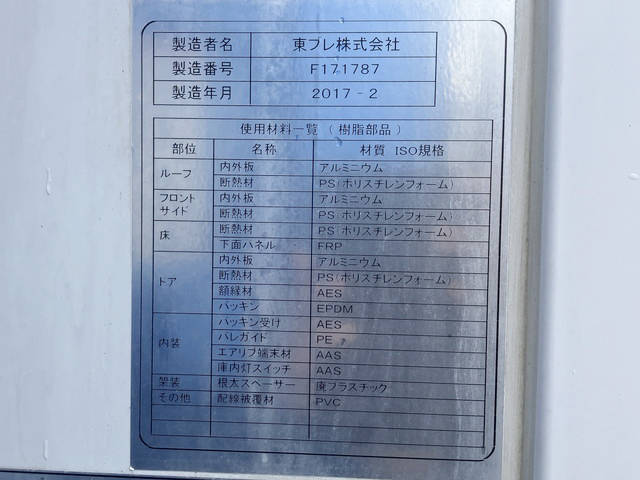 製造者名 東プレ株式会社
製造番号 F171787
製造年月 2017-2
使用材料一覧 (樹脂部品)
部位 名称 材質 ISO規格
ルーフ 内外板 アルミニウム
断熱材 PS(ポリスチレンフォーム)
フロント サイド 内外板 アルミニウム
断熱材 PS(ポリスチレンフォーム)
床 断熱材 PS(ポリスチレンフォーム)
下面パネル FRP
ドア 内外板 アルミニウム
断熱材 PS(ポリスチレンフォーム)
額縁材 AES
パッキン EPDM
内装 パッキン受け AES
パレガイド PE
エアリブ端末材 AAS
庫内灯スイッチ AAS
架装 根太スペーサー 廃プラスチック
その他 配線被覆材 PVC